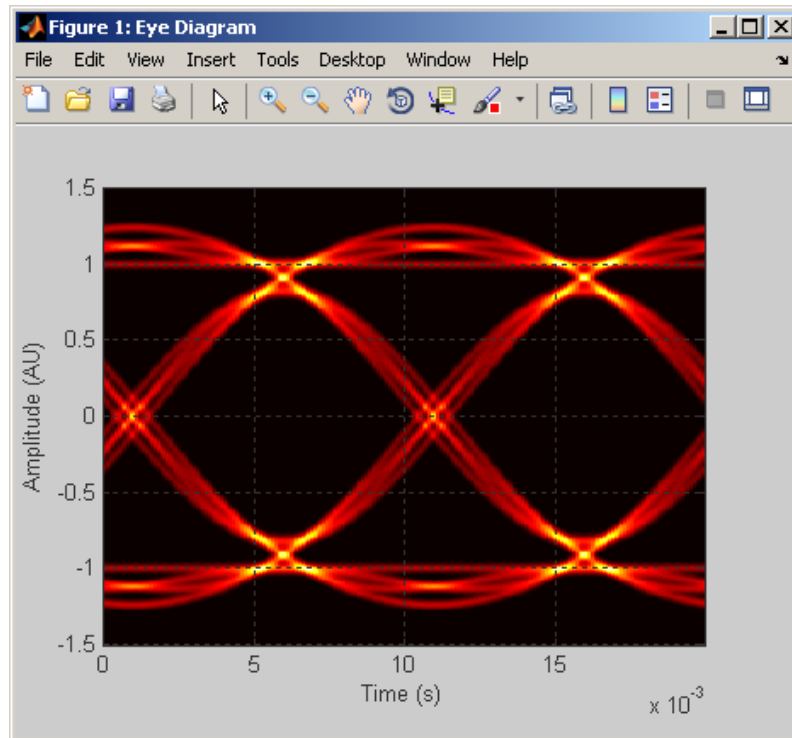 Figure 1: Eye Diagram
File Edit View Insert Tools Desktop Window Help
1.5
1
0.5
0
-0.5
-1
-1.5
Amplitude (AU)
0 5 10 15
Time (s)
x 10^-3